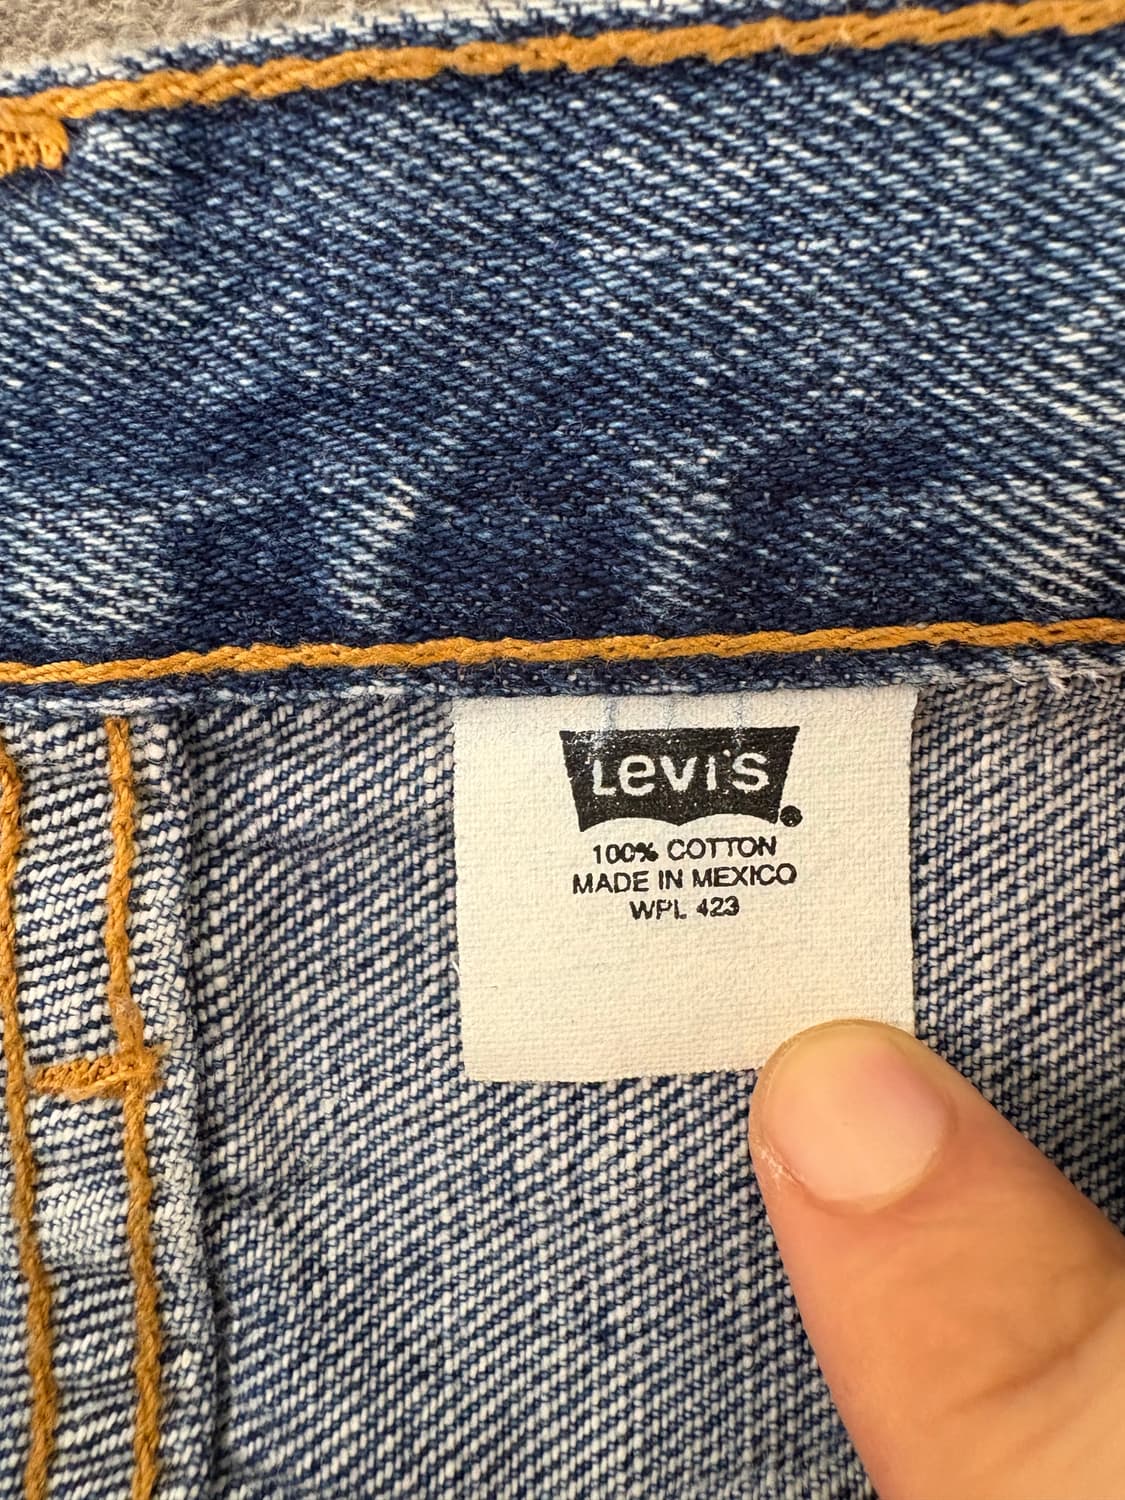 Levi's®
100% COTTON
MADE IN MEXICO
WPL 423